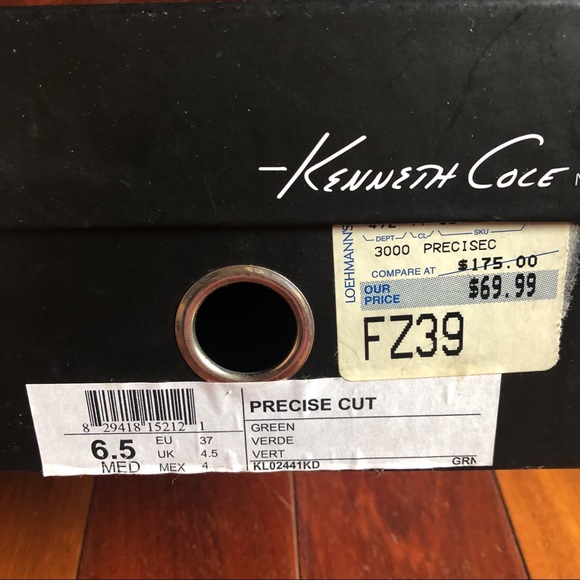 -KENNETH COLE
LOEHMANN'S
DEPT CL SKU
3000 PRECISEC
COMPARE AT $175.00
OUR PRICE $69.99
FZ39
8 29418 15212 1
6.5 EU 37
UK 4.5
MED MEX 4
PRECISE CUT
GREEN
VERDE
VERT
KL02441KD GRN